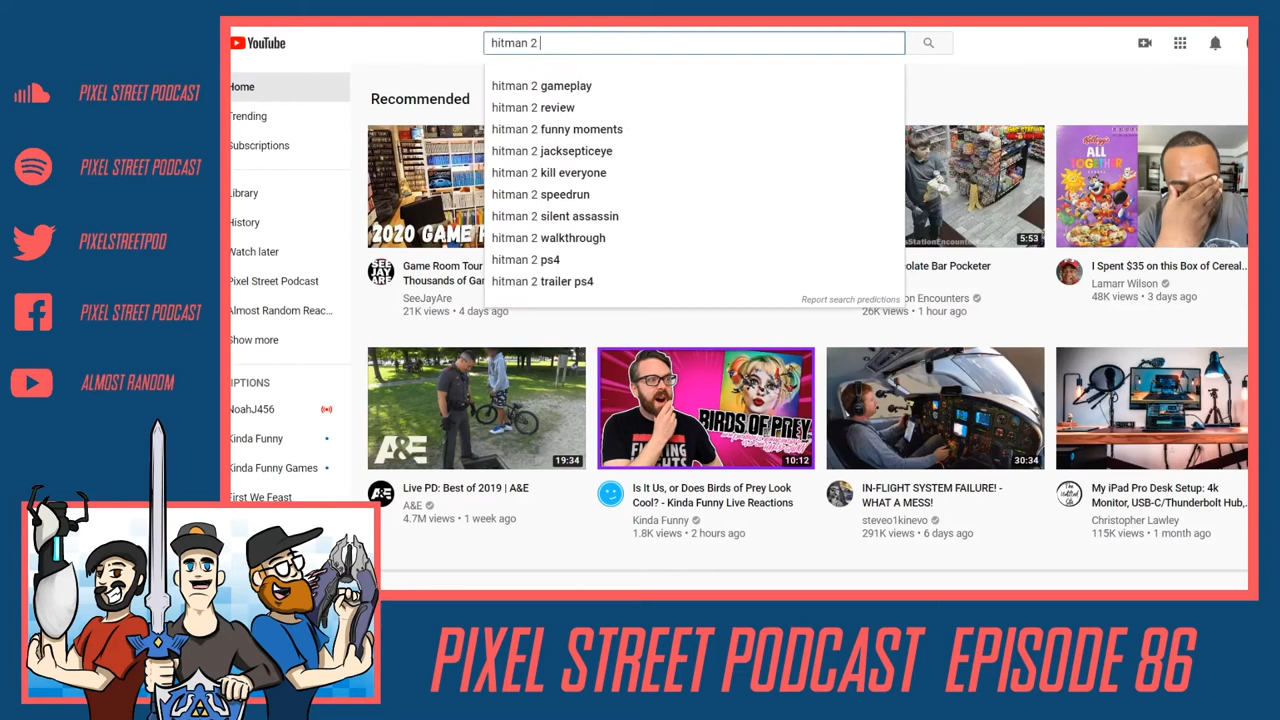 PIXEL STREET PODCAST
PIXEL STREET PODCAST
PIXELSTREETPOD
PIXEL STREET PODCAST
ALMOST RANDOM
YouTube
hitman 2
Home
Trending
Subscriptions
Library
History
Watch later
Pixel Street Podcast
Almost Random Reac...
Show more
IPTIONS
NoahJ456
Kinda Funny
Kinda Funny Games
First We Feast
Recommended
hitman 2 gameplay
hitman 2 review
hitman 2 funny moments
hitman 2 jacksepticeye
hitman 2 kill everyone
hitman 2 speedrun
hitman 2 silent assassin
hitman 2 walkthrough
hitman 2 ps4
hitman 2 trailer ps4
Report search predictions
2020 GAME R
SEE
JAY
ARE
Game Room Tour
Thousands of Gar
SeeJayAre
21K views • 4 days ago
sStationEncounters
5:53
olate Bar Pocketer
on Encounters
26K views • 1 hour ago
Kellogg's
ALL
TOGETHER
I Spent $35 on this Box of Cereal...
Lamarr Wilson
48K views • 3 days ago
A&E
19:34
Live PD: Best of 2019 | A&E
A&E
4.7M views • 1 week ago
BIRDS OF PREY
10:12
Is It Us, or Does Birds of Prey Look
Cool? - Kinda Funny Live Reactions
Kinda Funny
1.8K views • 2 hours ago
30:34
IN-FLIGHT SYSTEM FAILURE! -
WHAT A MESS!
steveo1kinevo
291K views • 6 days ago
My iPad Pro Desk Setup: 4k
Monitor, USB-C/Thunderbolt Hub,...
Christopher Lawley
115K views • 1 month ago
PIXEL STREET PODCAST EPISODE 86